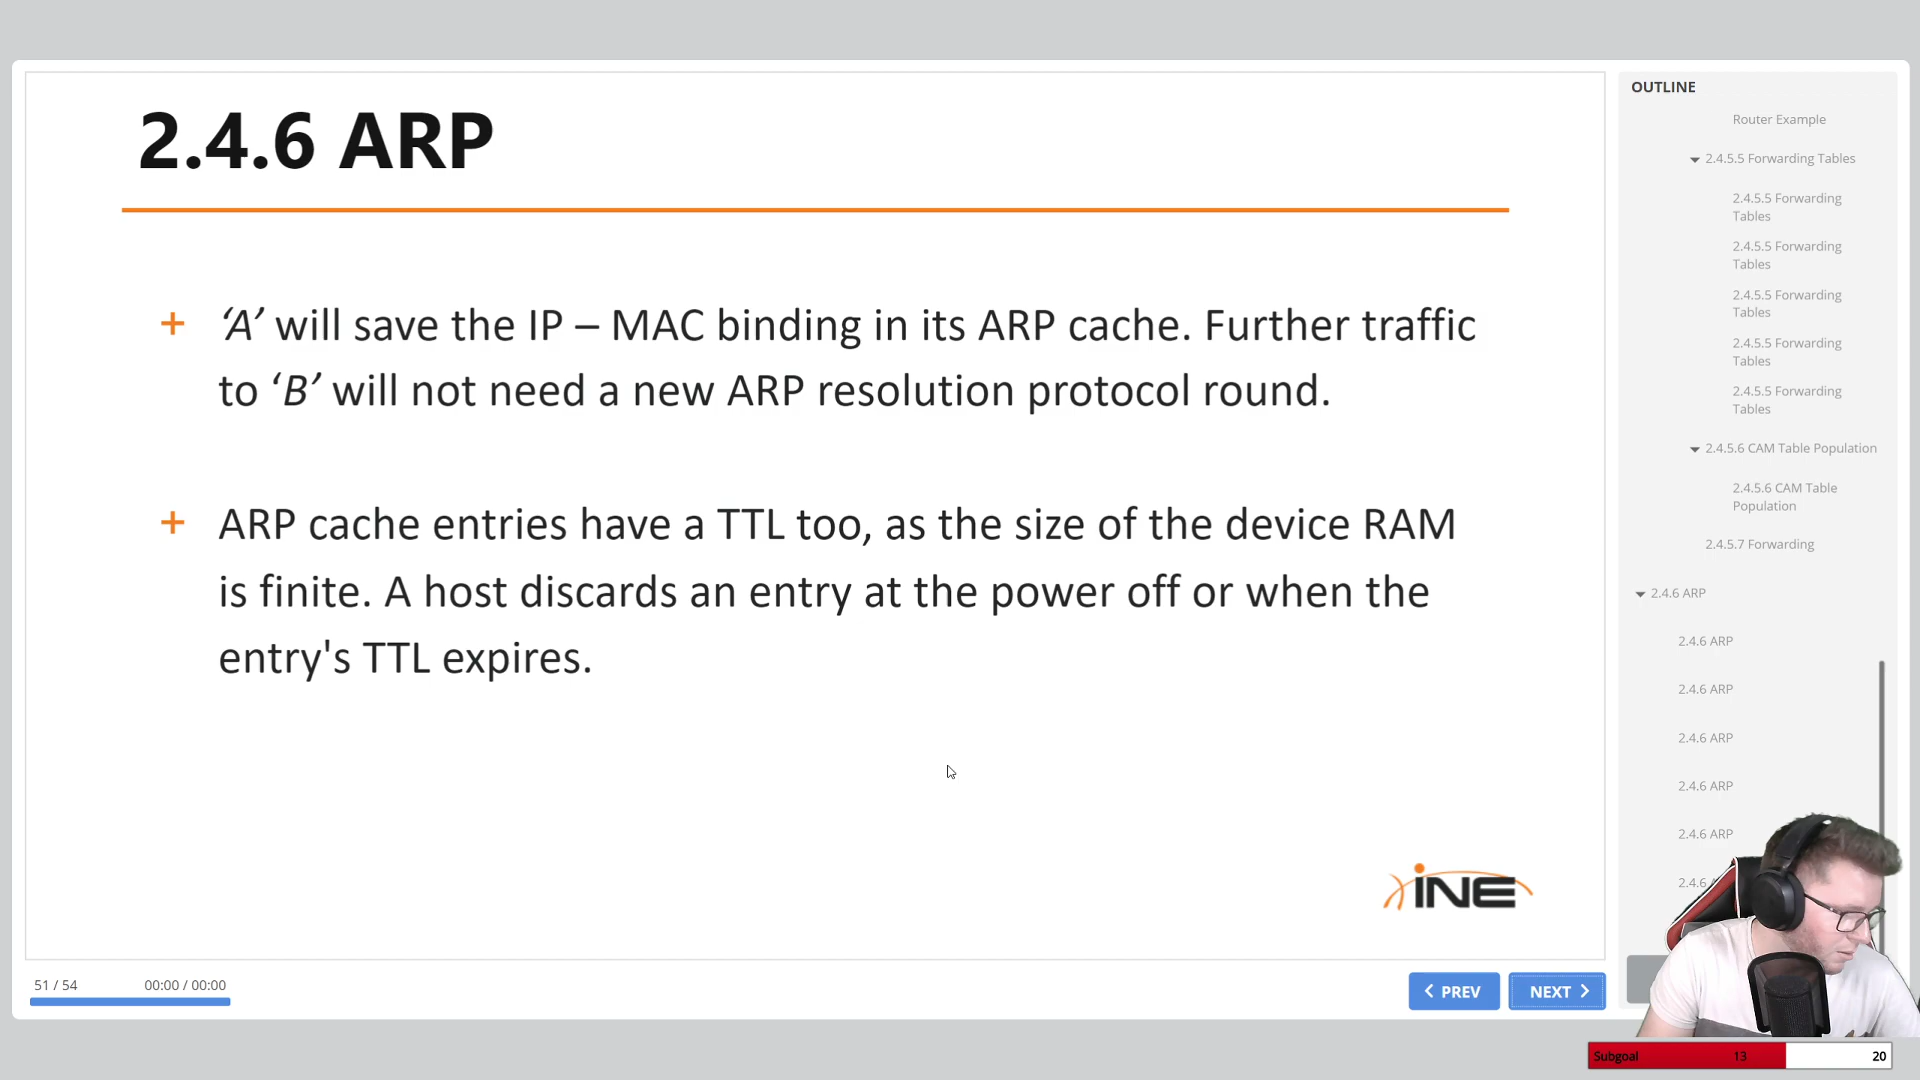 2.4.6 ARP
+ ‘A’ will save the IP – MAC binding in its ARP cache. Further traffic
to ‘B’ will not need a new ARP resolution protocol round.
+ ARP cache entries have a TTL too, as the size of the device RAM
is finite. A host discards an entry at the power off or when the
entry's TTL expires.
iNE
51 / 54
00:00 / 00:00
PREV
NEXT
OUTLINE
Router Example
2.4.5.5 Forwarding Tables
2.4.5.5 Forwarding
Tables
2.4.5.5 Forwarding
Tables
2.4.5.5 Forwarding
Tables
2.4.5.5 Forwarding
Tables
2.4.5.5 Forwarding
Tables
2.4.5.6 CAM Table Population
2.4.5.6 CAM Table
Population
2.4.5.7 Forwarding
2.4.6 ARP
2.4.6 ARP
2.4.6 ARP
2.4.6 ARP
2.4.6 ARP
2.4.6 ARP
2.4.6
Subgoal 13 20